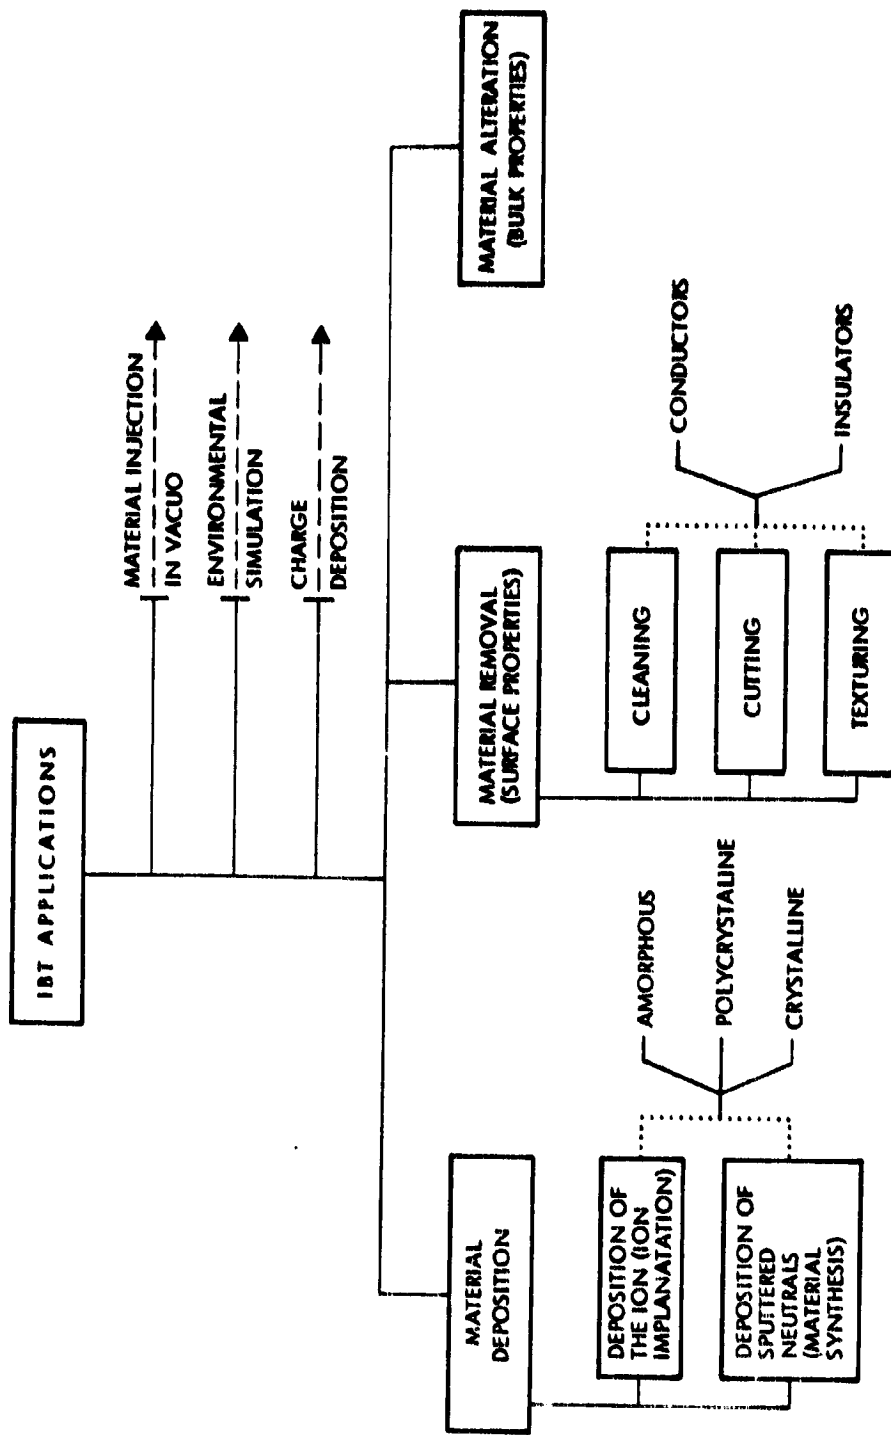 IBT APPLICATIONS
MATERIAL INJECTION
IN VACUO
ENVIRONMENTAL
SIMULATION
CHARGE
DEPOSITION
MATERIAL
DEPOSITION
MATERIAL REMOVAL
(SURFACE PROPERTIES)
MATERIAL ALTERATION
(BULK PROPERTIES)
DEPOSITION OF
THE ION (ION
IMPLANATATION)
DEPOSITION OF
SPUTTERED
NEUTRALS
(MATERIAL
SYNTHESIS)
AMORPHOUS
POLYCRYSTALINE
CRYSTALLINE
CLEANING
CUTTING
TEXTURING
CONDUCTORS
INSULATORS